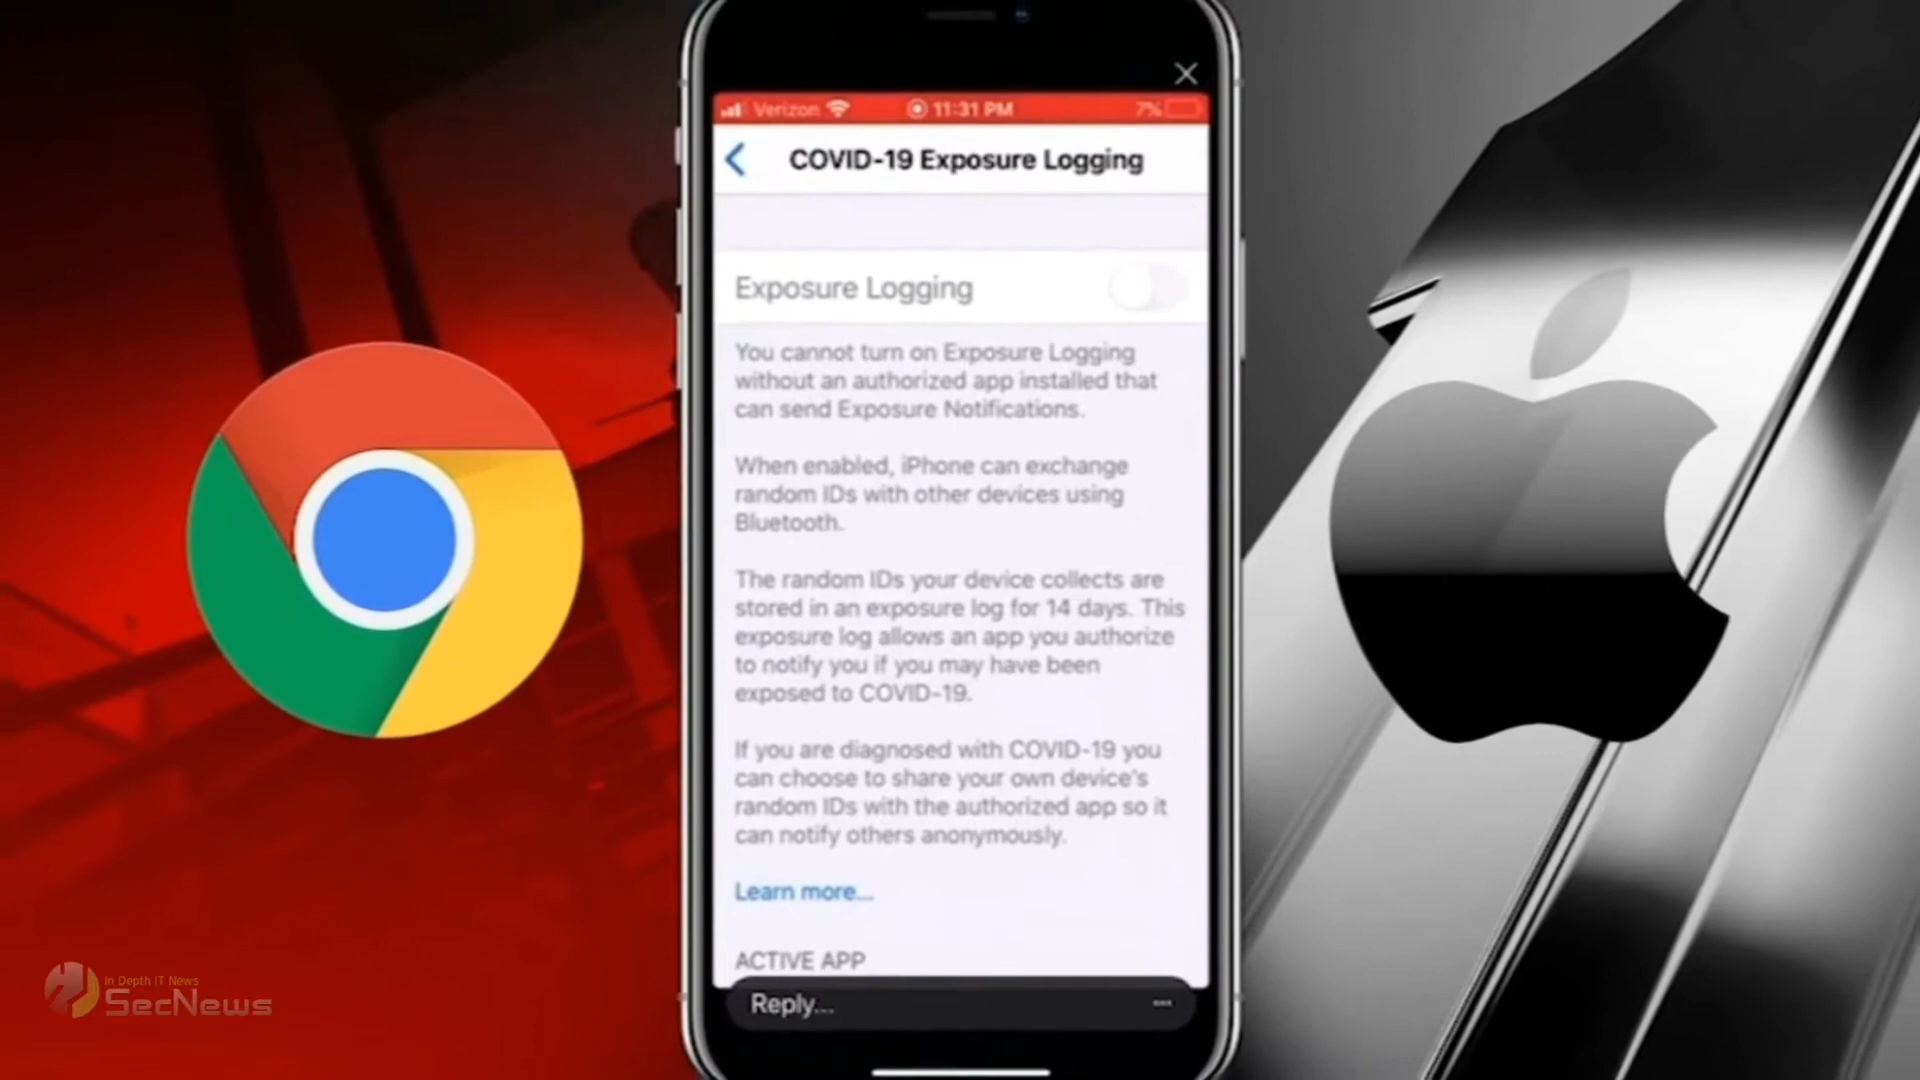 Verizon 11:31 PM 7%
COVID-19 Exposure Logging
Exposure Logging
You cannot turn on Exposure Logging
without an authorized app installed that
can send Exposure Notifications.
When enabled, iPhone can exchange
random IDs with other devices using
Bluetooth.
The random IDs your device collects are
stored in an exposure log for 14 days. This
exposure log allows an app you authorize
to notify you if you may have been
exposed to COVID-19.
If you are diagnosed with COVID-19 you
can choose to share your own device's
random IDs with the authorized app so it
can notify others anonymously.
Learn more...
ACTIVE APP
Reply...
In Depth IT News
SecNews